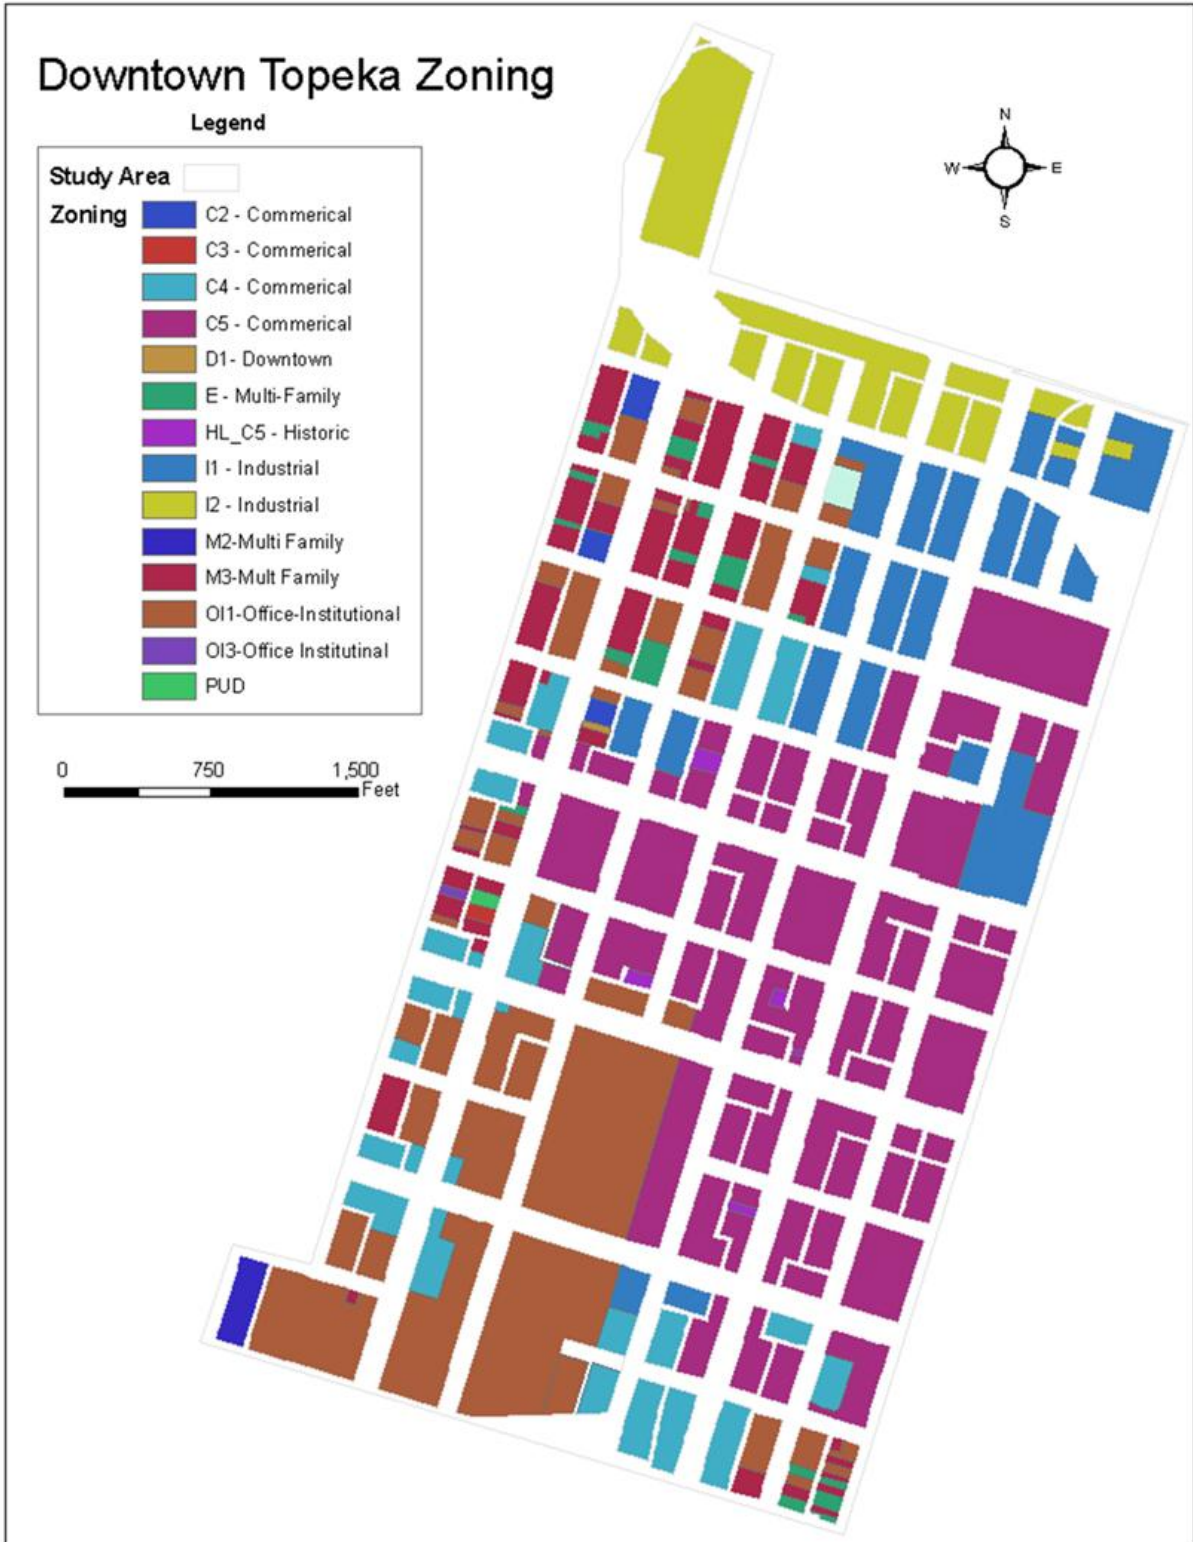 Downtown Topeka Zoning
Legend
Study Area
Zoning
C2 - Commerical
C3 - Commerical
C4 - Commerical
C5 - Commerical
D1- Downtown
E - Multi-Family
HL_C5 - Historic
I1 - Industrial
I2 - Industrial
M2-Multi Family
M3-Mult Family
OI1-Office-Institutional
OI3-Office Institutinal
PUD
0 750 1,500
Feet
N
W E
S